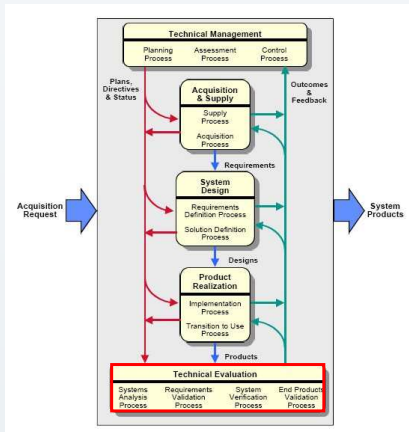 Technical Management
Planning Process
Assessment Process
Control Process
Plans, Directives & Status
Outcomes & Feedback
Acquisition & Supply
Supply Process
Acquisition Process
Requirements
Acquisition Request
System Design
Requirements Definition Process
Solution Definition Process
System Products
Designs
Product Realization
Implementation Process
Transition to Use Process
Products
Technical Evaluation
Systems Analysis Process
Requirements Validation Process
System Verification Process
End Products Validation Process